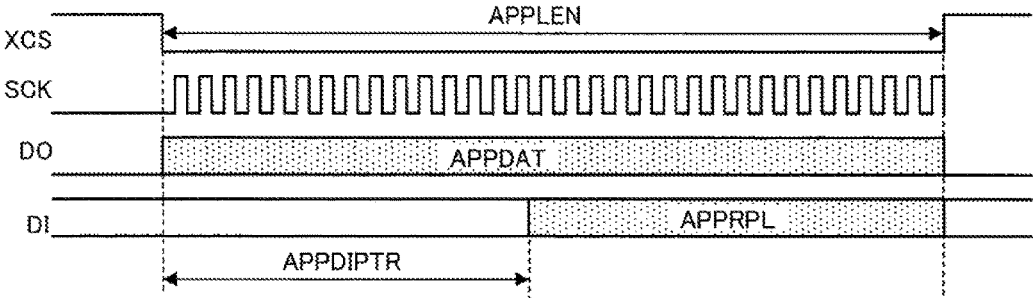 APPLEN
XCS
SCK
DO
APPDAT
DI
APPRPL
APPDIPTR